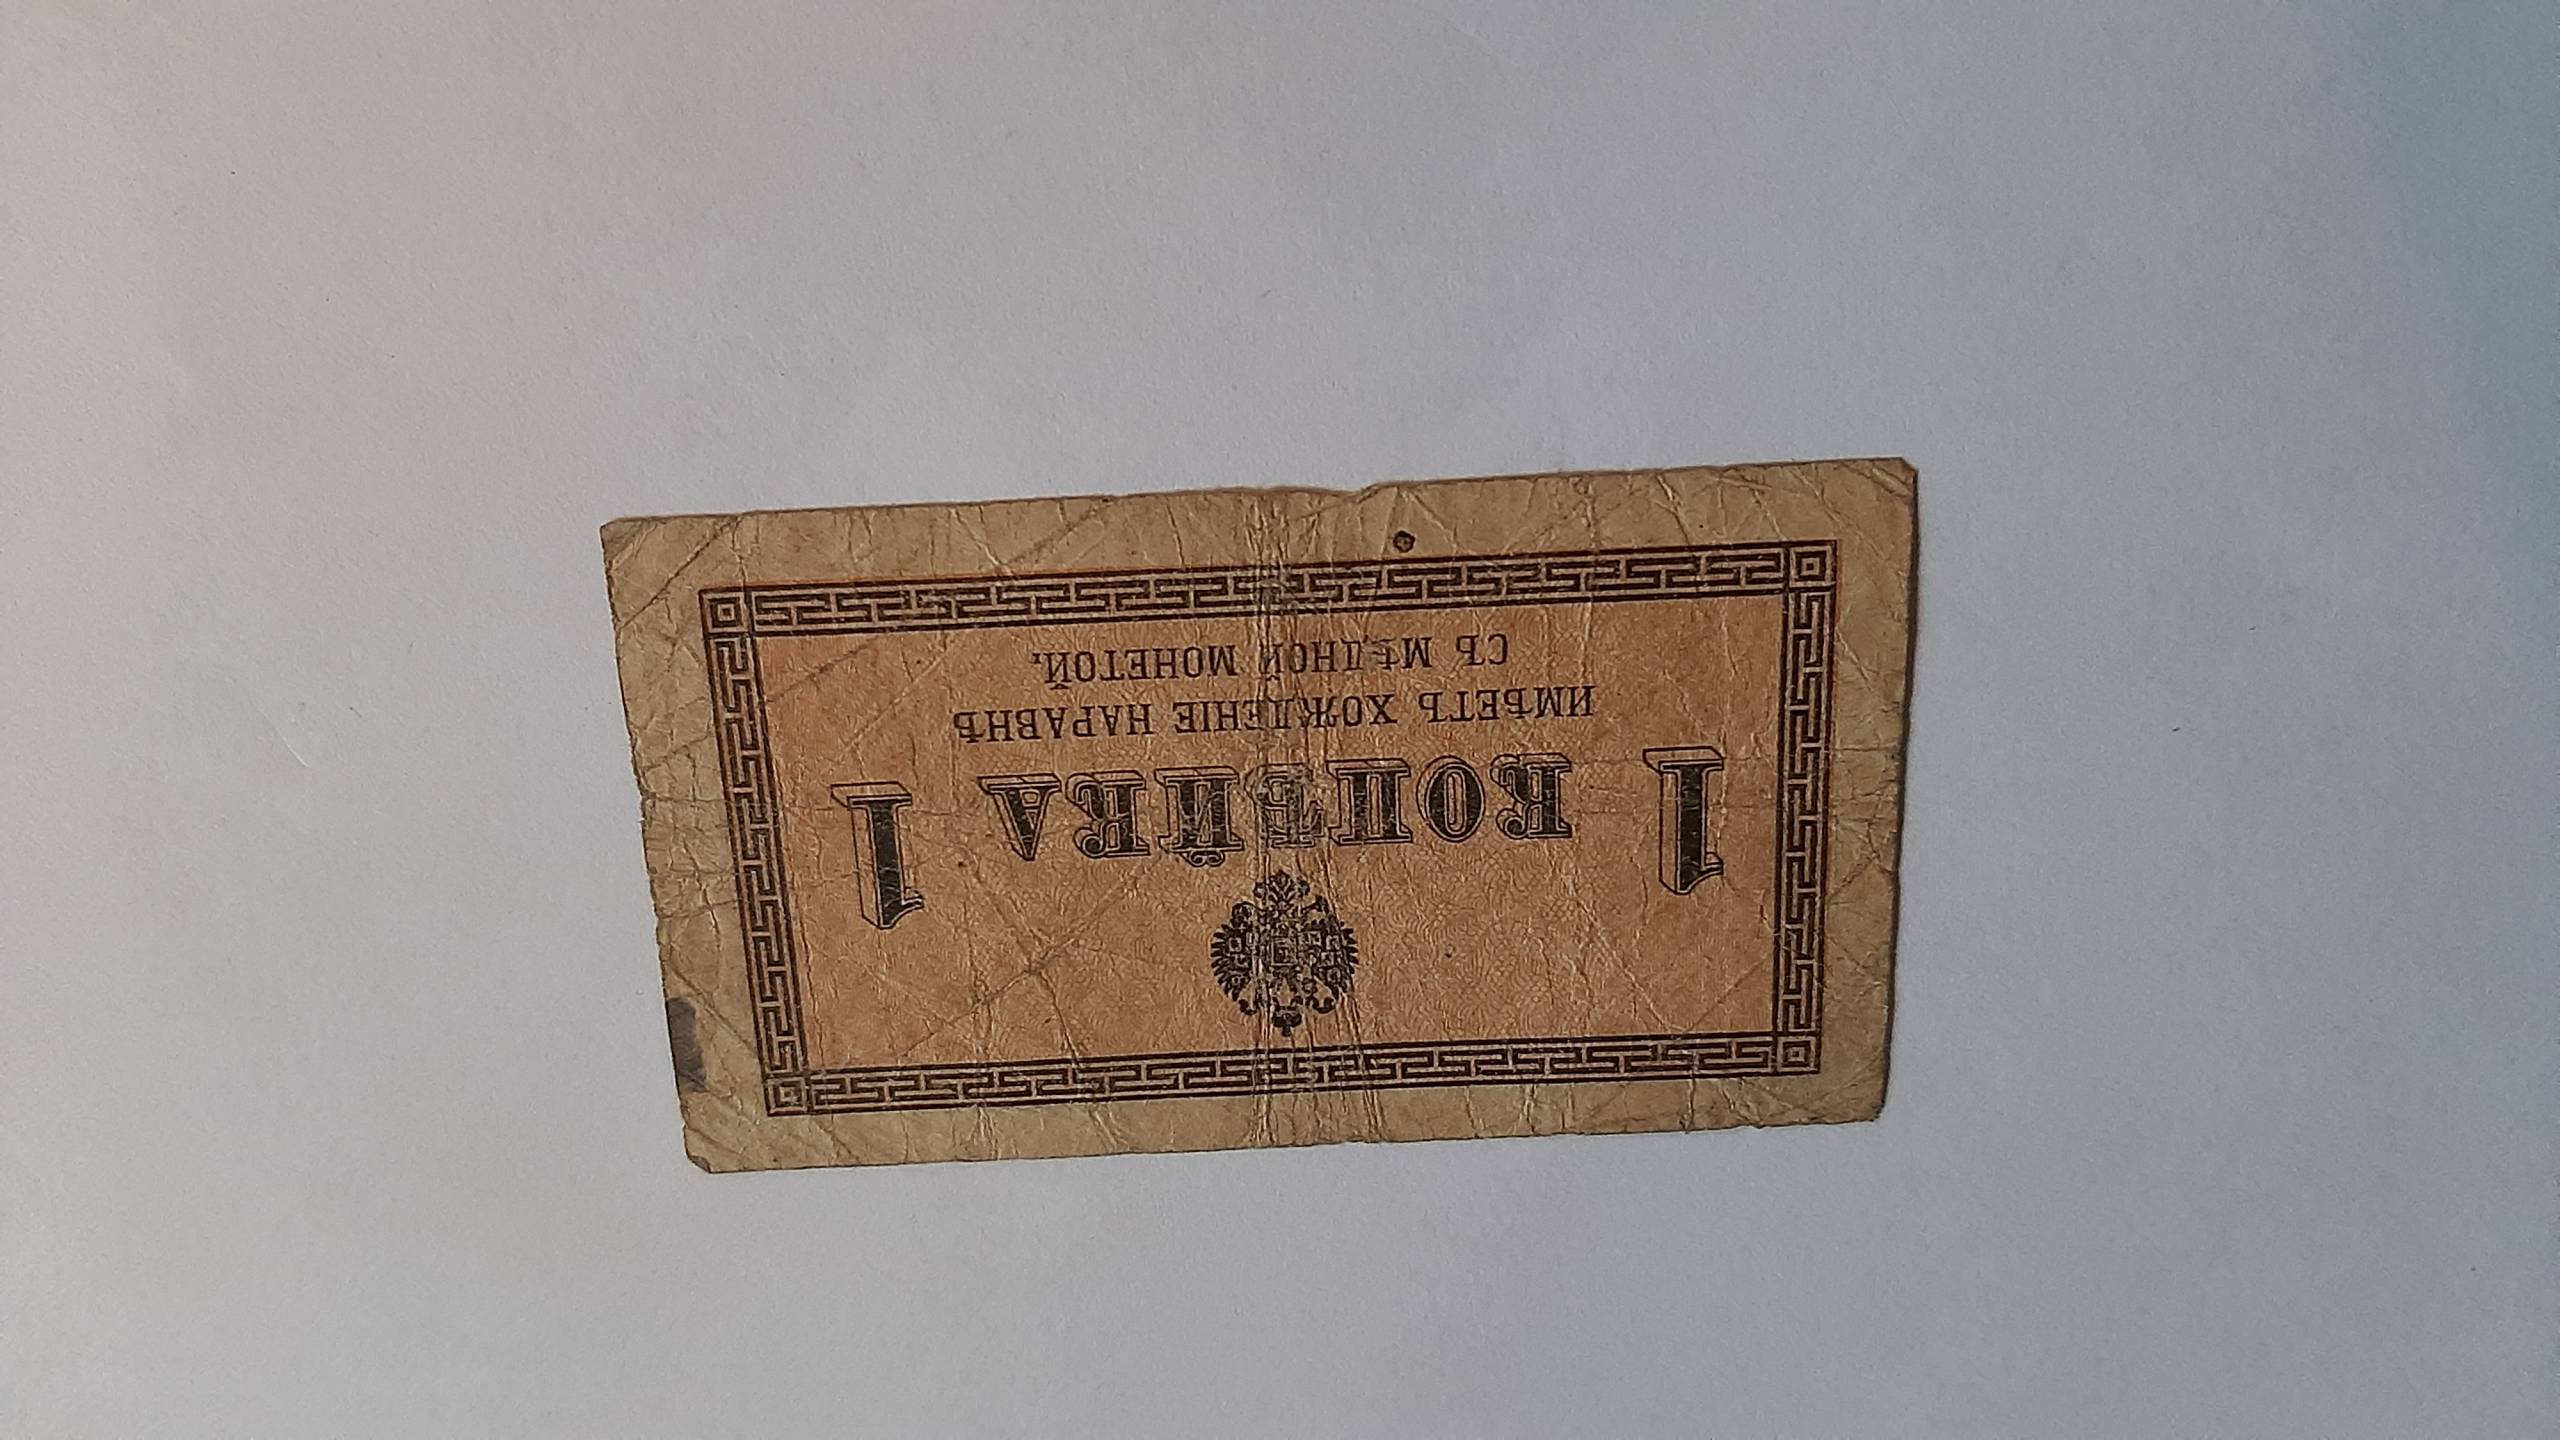 1 КОПѢЙКА 1
ИМѢЕТЪ ХОЖДЕНІЕ НАРАВНѢ
СЪ МѢДНОЙ МОНЕТОЙ.